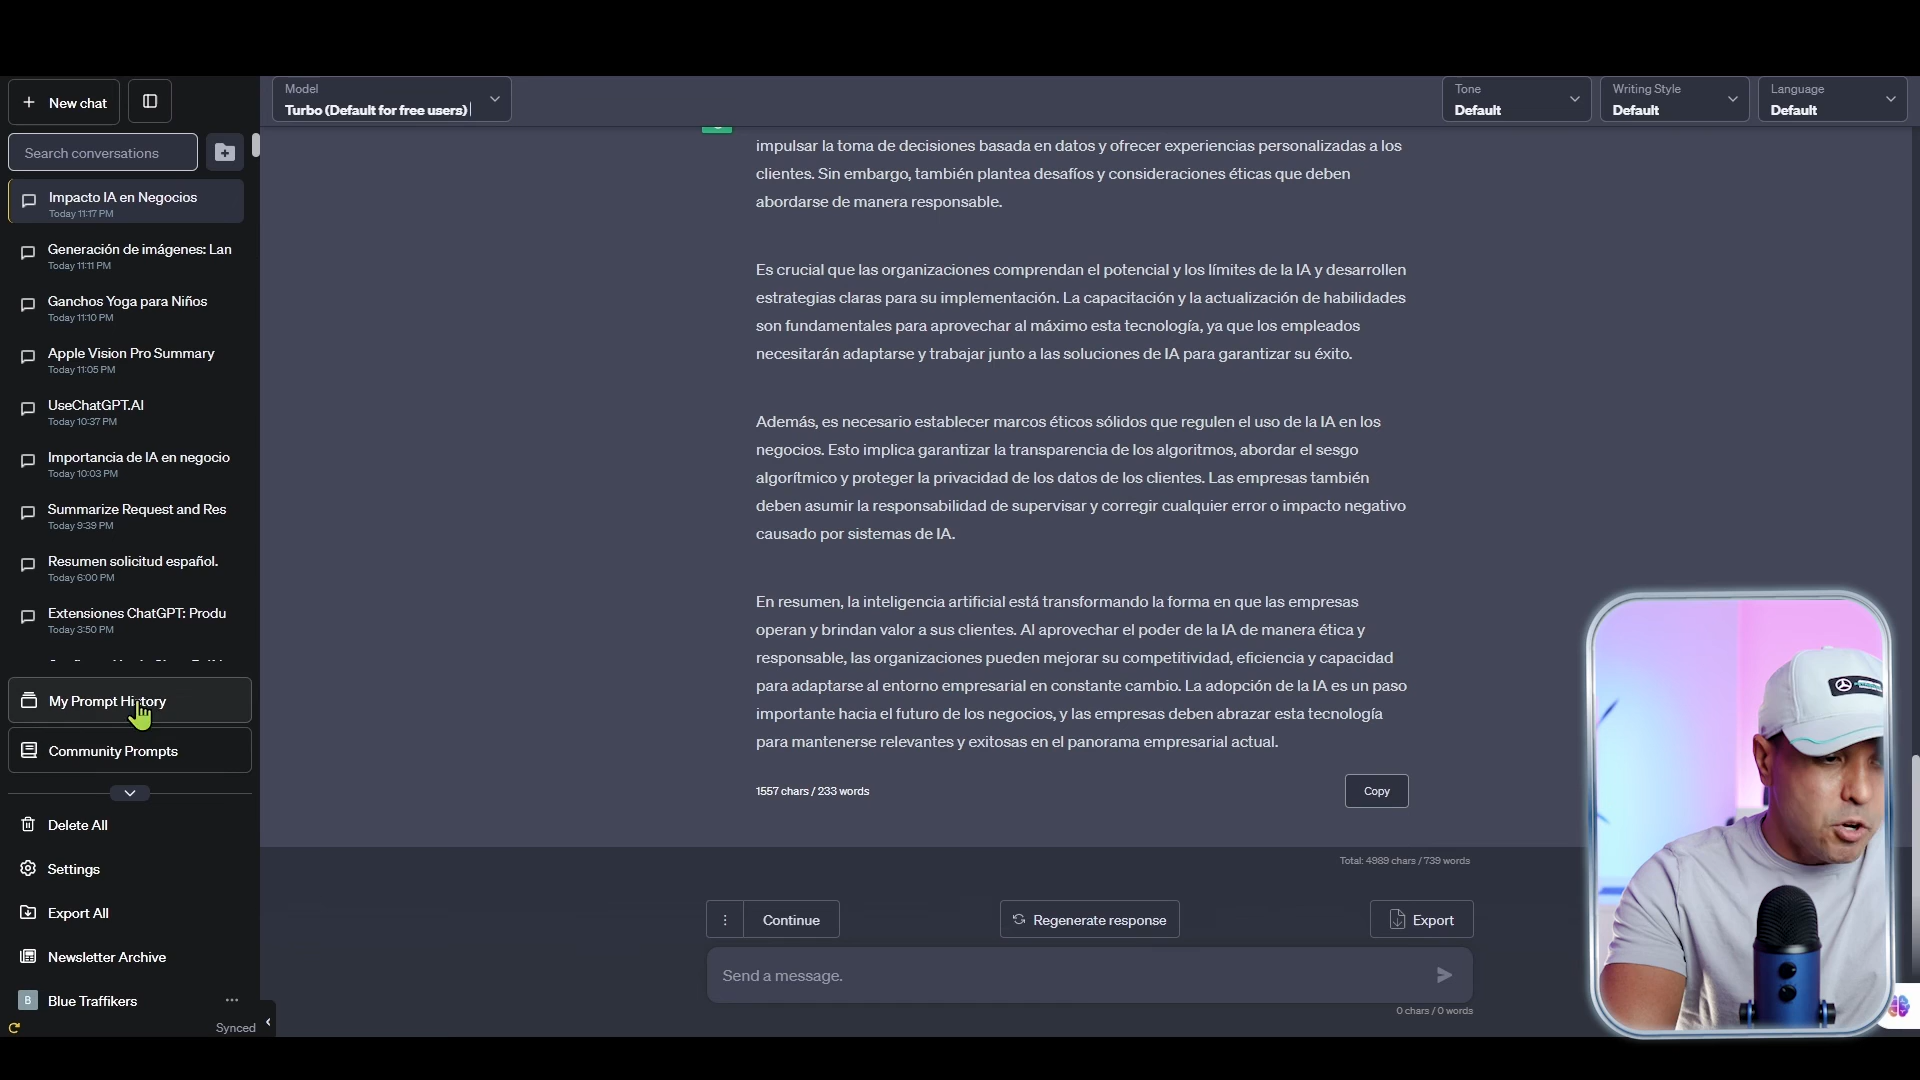 New chat
Search conversations
Impacto IA en Negocios
Today 11:17 PM
Generación de imágenes: Lan
Today 11:11 PM
Ganchos Yoga para Niños
Today 11:10 PM
Apple Vision Pro Summary
Today 11:05 PM
UseChatGPT.AI
Today 10:37 PM
Importancia de IA en negocio
Today 10:03 PM
Summarize Request and Res
Today 9:39 PM
Resumen solicitud español.
Today 6:00 PM
Extensiones ChatGPT: Produ
Today 3:50 PM
My Prompt History
Community Prompts
Delete All
Settings
Export All
Newsletter Archive
B Blue Traffikers
Synced
Model
Turbo (Default for free users)
Tone
Default
Writing Style
Default
Language
Default
impulsar la toma de decisiones basada en datos y ofrecer experiencias personalizadas a los
clientes. Sin embargo, también plantea desafíos y consideraciones éticas que deben
abordarse de manera responsable.
Es crucial que las organizaciones comprendan el potencial y los límites de la IA y desarrollen
estrategias claras para su implementación. La capacitación y la actualización de habilidades
son fundamentales para aprovechar al máximo esta tecnología, ya que los empleados
necesitarán adaptarse y trabajar junto a las soluciones de IA para garantizar su éxito.
Además, es necesario establecer marcos éticos sólidos que regulen el uso de la IA en los
negocios. Esto implica garantizar la transparencia de los algoritmos, abordar el sesgo
algorítmico y proteger la privacidad de los datos de los clientes. Las empresas también
deben asumir la responsabilidad de supervisar y corregir cualquier error o impacto negativo
causado por sistemas de IA.
En resumen, la inteligencia artificial está transformando la forma en que las empresas
operan y brindan valor a sus clientes. Al aprovechar el poder de la IA de manera ética y
responsable, las organizaciones pueden mejorar su competitividad, eficiencia y capacidad
para adaptarse al entorno empresarial en constante cambio. La adopción de la IA es un paso
importante hacia el futuro de los negocios, y las empresas deben abrazar esta tecnología
para mantenerse relevantes y exitosas en el panorama empresarial actual.
1557 chars / 233 words
Copy
Total: 4989 chars / 739 words
Continue
Regenerate response
Export
Send a message.
0 chars / 0 words